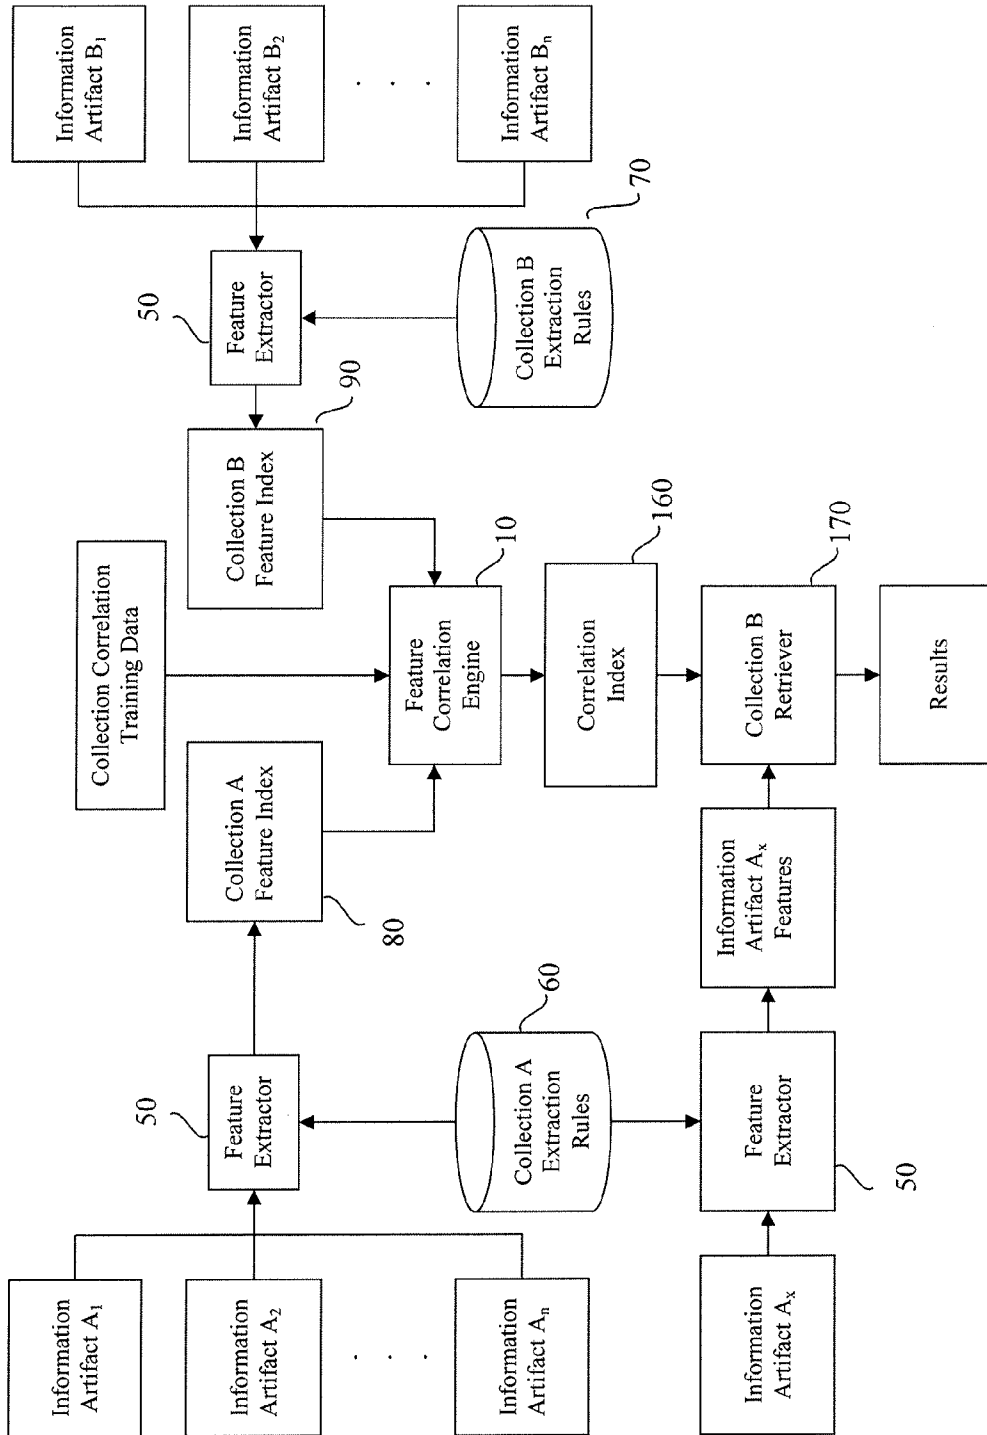 Information
Artifact A1
Information
Artifact A2
. . .
Information
Artifact An
50
Feature
Extractor
60
Collection A
Extraction
Rules
Collection A
Feature Index
80
Collection Correlation
Training Data
Collection B
Feature Index
90
50
Feature
Extractor
70
Collection B
Extraction
Rules
Information
Artifact B1
Information
Artifact B2
. . .
Information
Artifact Bn
Feature
Correlation
Engine
10
Correlation
Index
160
Information
Artifact Ax
Feature
Extractor
50
Information
Artifact Ax
Features
Collection B
Retriever
170
Results